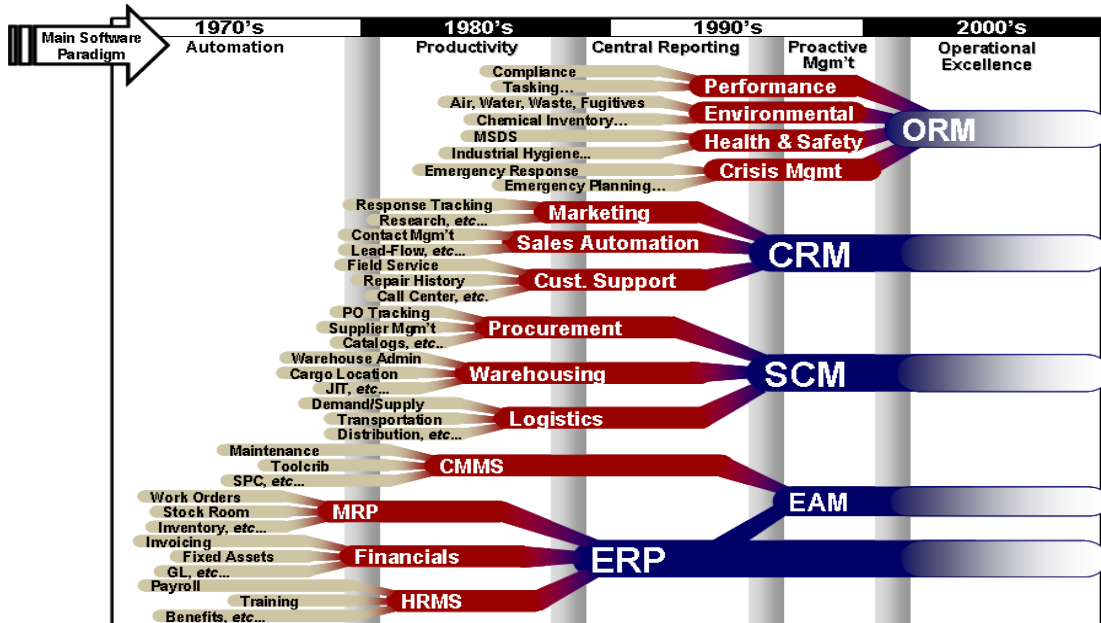 Main Software
Paradigm
1970's
1980's
1990's
2000's
Automation
Productivity
Central Reporting
Proactive
Mgm't
Operational
Excellence
Compliance
Tasking...
Performance
Air, Water, Waste, Fugitives
Chemical Inventory...
Environmental
MSDS
Industrial Hygiene...
Health & Safety
Emergency Response
Emergency Planning...
Crisis Mgmt
ORM
Response Tracking
Research, etc...
Marketing
Contact Mgm't
Lead-Flow, etc...
Sales Automation
Field Service
Repair History
Call Center, etc.
Cust. Support
CRM
PO Tracking
Supplier Mgm't
Catalogs, etc...
Procurement
Warehouse Admin
Cargo Location
JIT, etc...
Warehousing
Demand/Supply
Transportation
Distribution, etc...
Logistics
SCM
Maintenance
Toolcrib
SPC, etc...
CMMS
EAM
Work Orders
Stock Room
Inventory, etc...
MRP
Invoicing
Fixed Assets
GL, etc...
Financials
Payroll
Training
Benefits, etc...
HRMS
ERP